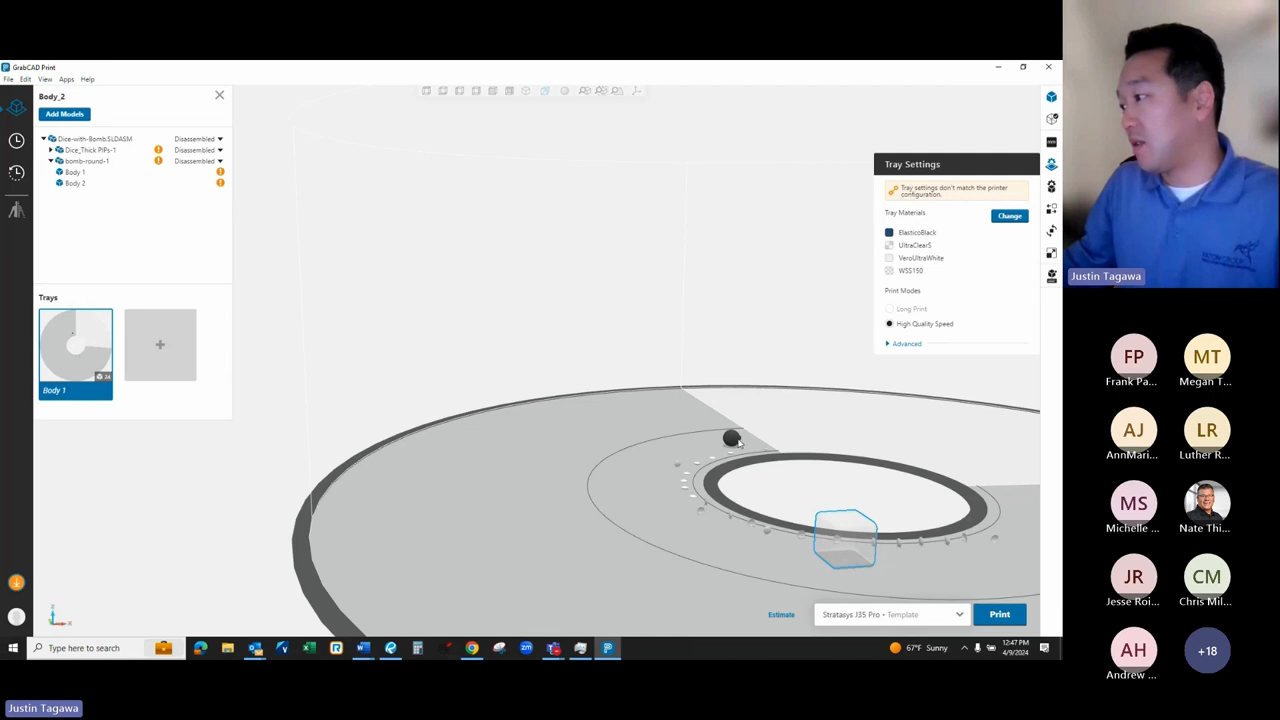 GrabCAD Print
File Edit View Apps Help
Body_2
Add Models
Dice-with-Bomb.SLDASM Disassembled
Dice_Thick PIPs-1 Disassembled
bomb-round-1 Disassembled
Body 1
Body 2
Trays
24
Body 1
Tray Settings
Tray settings don't match the printer
configuration.
Tray Materials
Change
ElasticoBlack
UltraClearS
VeroUltraWhite
WSS150
Print Modes
Long Print
High Quality Speed
Advanced
Estimate
Stratasys J35 Pro • Template
Print
Type here to search
67°F Sunny
12:47 PM
4/9/2024
Justin Tagawa
FP
Frank Pa...
MT
Megan T...
AJ
AnnMari...
LR
Luther R...
MS
Michelle ...
Nate Thi...
JR
Jesse Roi...
CM
Chris Mil...
AH
Andrew ...
+18
Justin Tagawa